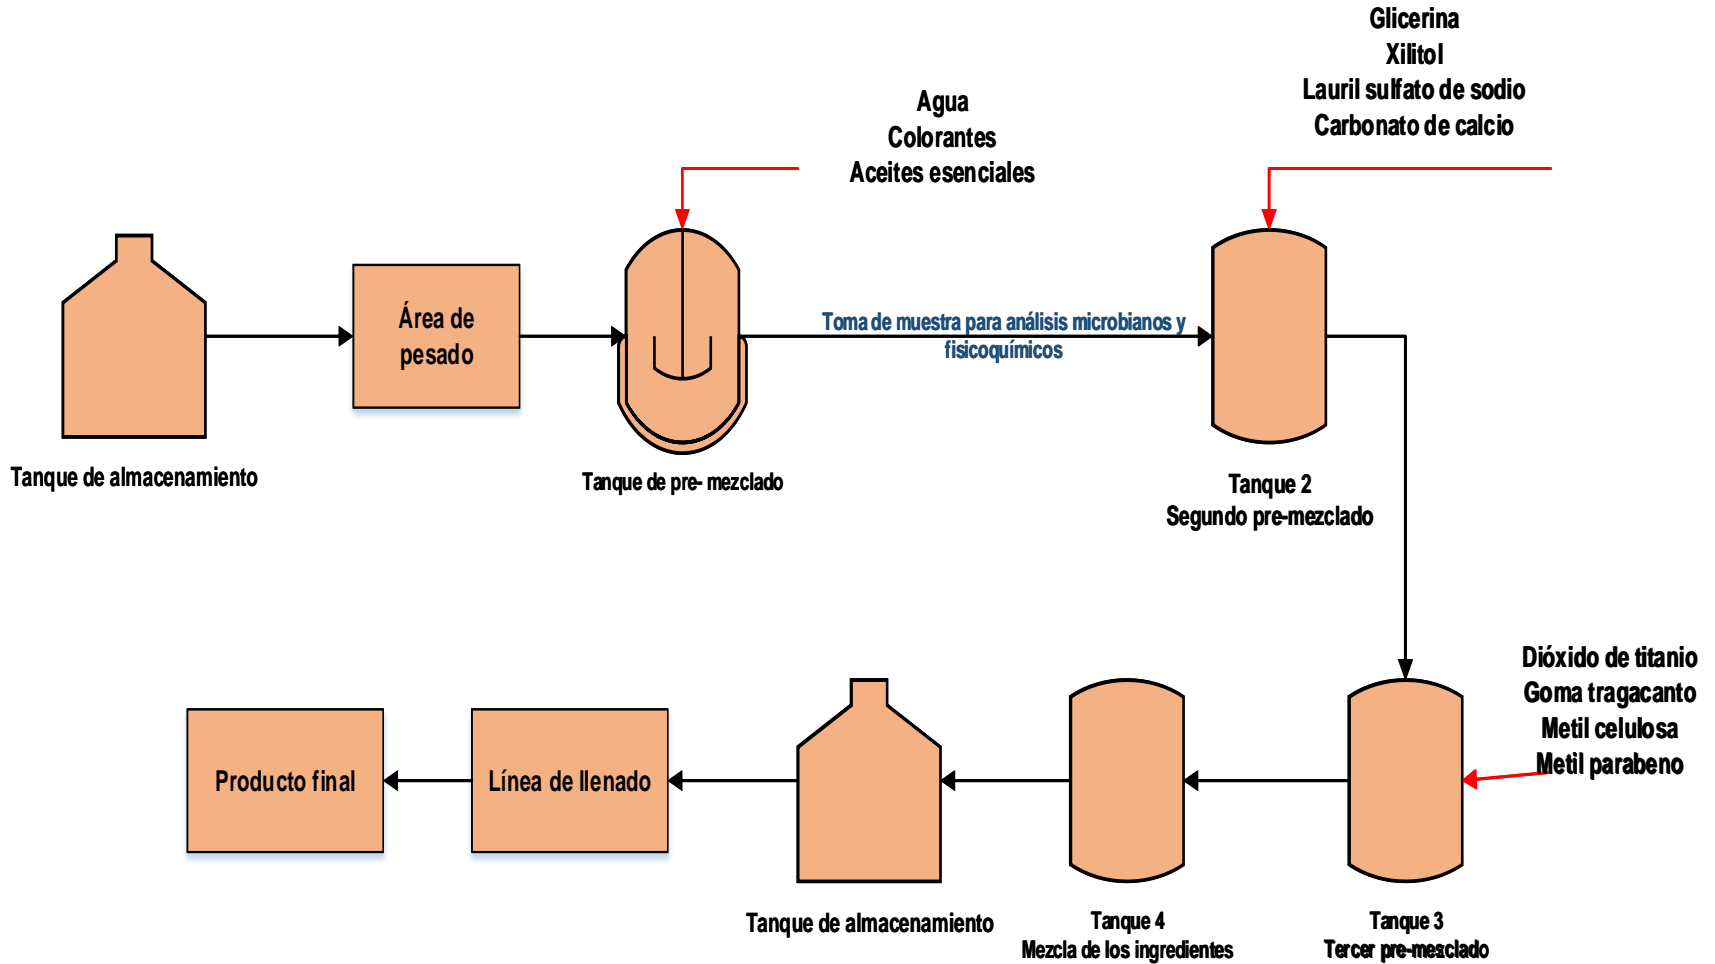 Glicerina
Xilitol
Lauril sulfato de sodio
Carbonato de calcio
Agua
Colorantes
Aceites esenciales
Área de
pesado
Toma de muestra para análisis microbianos y
fisicoquímicos
Tanque de almacenamiento
Tanque de pre- mezclado
Tanque 2
Segundo pre-mezclado
Dióxido de titanio
Goma tragacanto
Metil celulosa
Metil parabeno
Producto final
Línea de llenado
Tanque de almacenamiento
Tanque 4
Mezcla de los ingredientes
Tanque 3
Tercer pre-mesclado